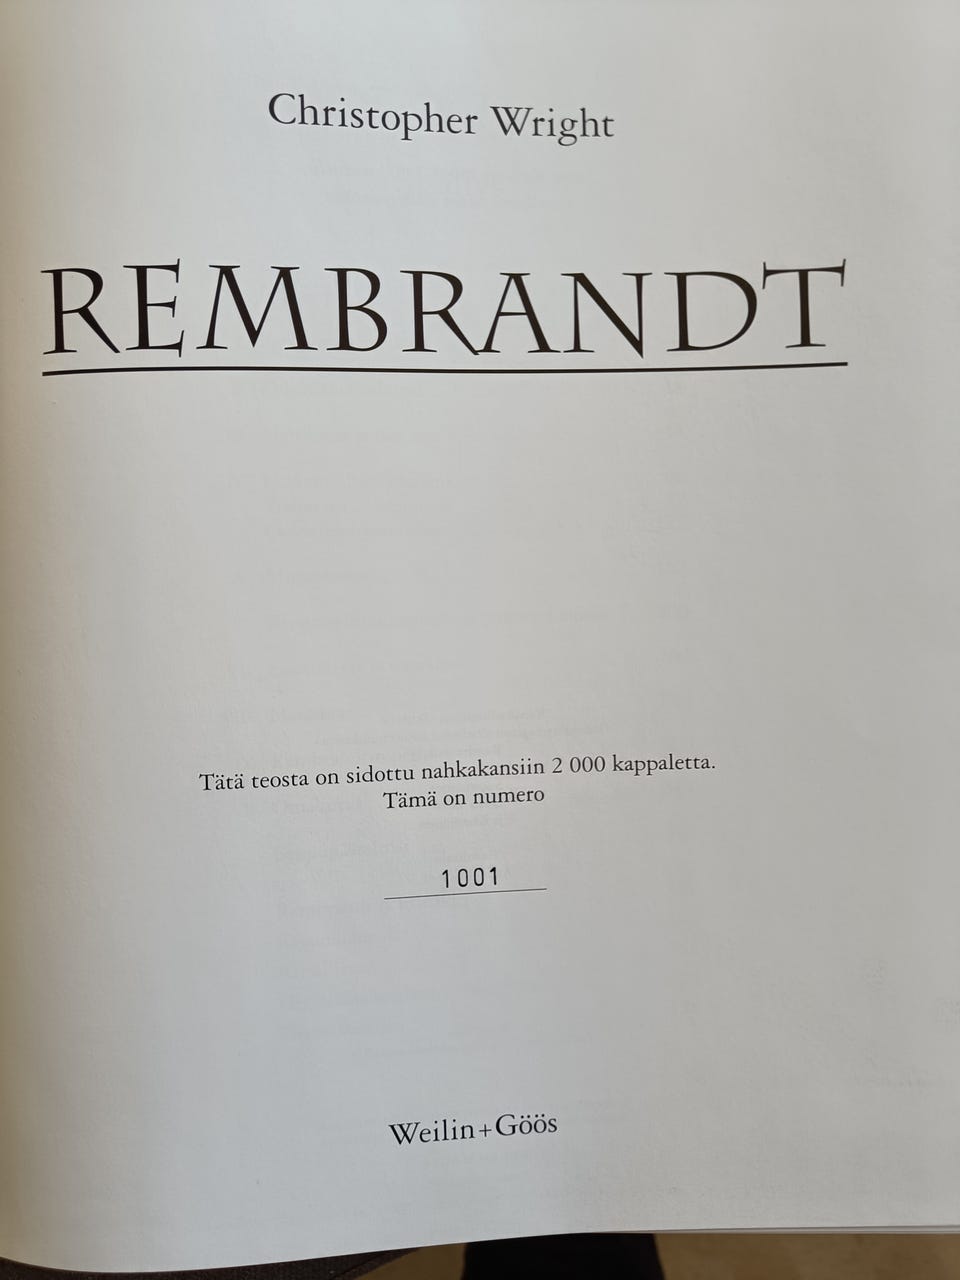 Christopher Wright
REMBRANDT
Tätä teosta on sidottu nahkakansiin 2 000 kappaletta.
Tämä on numero
1001
Weilin+Göös